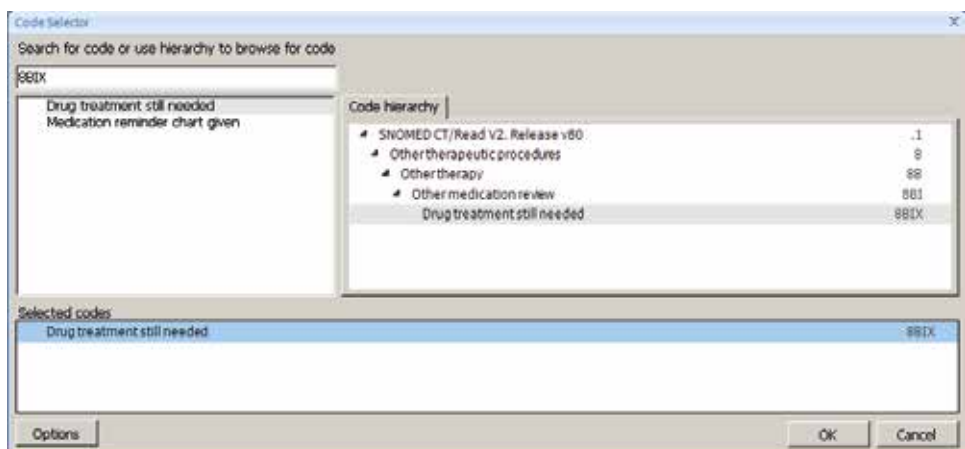 Code Selector
X
Search for code or use hierarchy to browse for code
8BIX
Drug treatment still needed
Medication reminder chart given
Code hierarchy
SNOMED CT/Read V2. Release v80 .1
Other therapeutic procedures 8
Other therapy 8B
Other medication review 8BI
Drug treatment still needed 8BIX
Selected codes
Drug treatment still needed 8BIX
Options
OK
Cancel